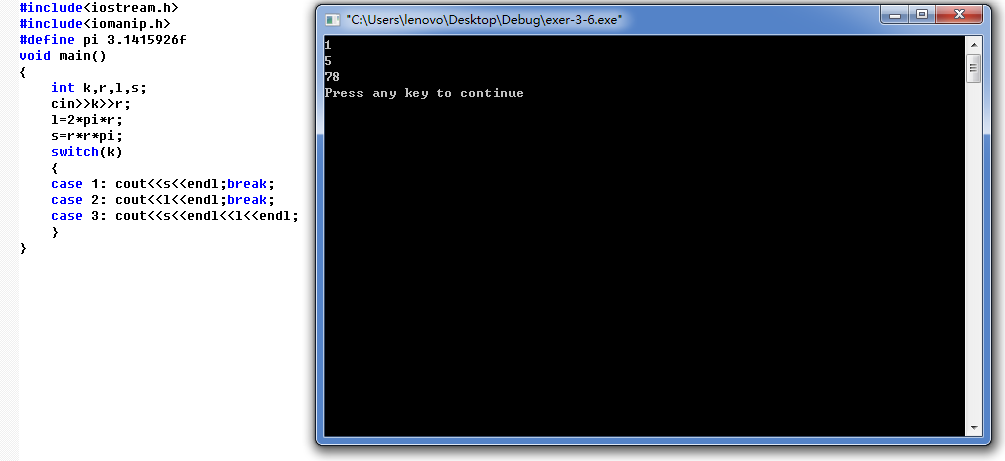 #include<iostream.h>
#include<iomanip.h>
#define pi 3.1415926f
void main()
{
    int k,r,l,s;
    cin>>k>>r;
    l=2*pi*r;
    s=r*r*pi;
    switch(k)
    {
    case 1: cout<<s<<endl;break;
    case 2: cout<<l<<endl;break;
    case 3: cout<<s<<endl<<l<<endl;
    }
}
"C:\Users\lenovo\Desktop\Debug\exer-3-6.exe"
1
5
78
Press any key to continue